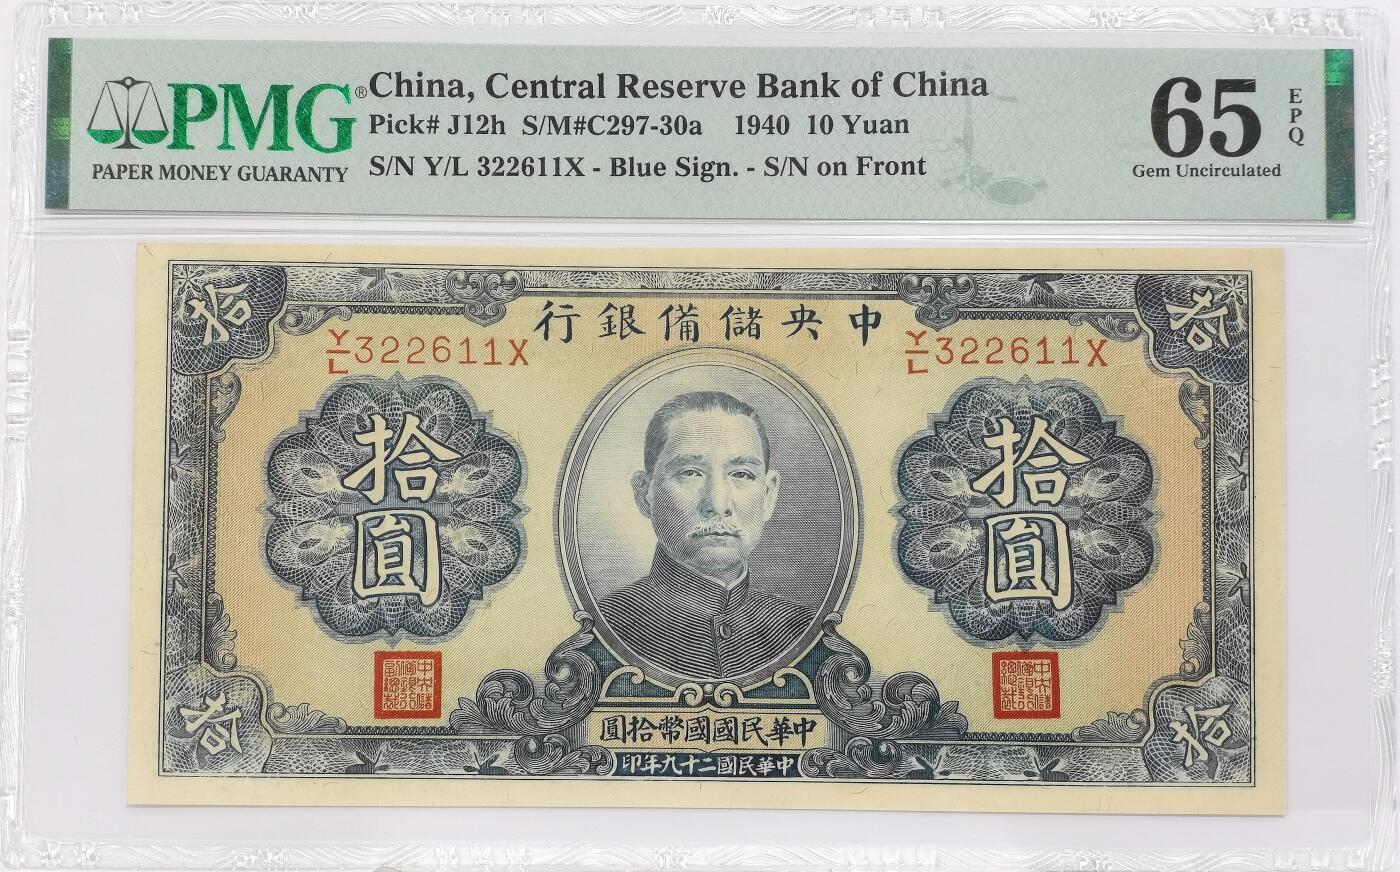 PMG®
PAPER MONEY GUARANTY
China, Central Reserve Bank of China
Pick# J12h S/M#C297-30a 1940 10 Yuan
S/N Y/L 322611X - Blue Sign. - S/N on Front
65
EPQ
Gem Uncirculated
拾
拾
行銀備儲央中
Y/L322611X
Y/L322611X
拾圓
拾圓
圓拾幣國國民華中
印年九十二國民華中
拾
拾